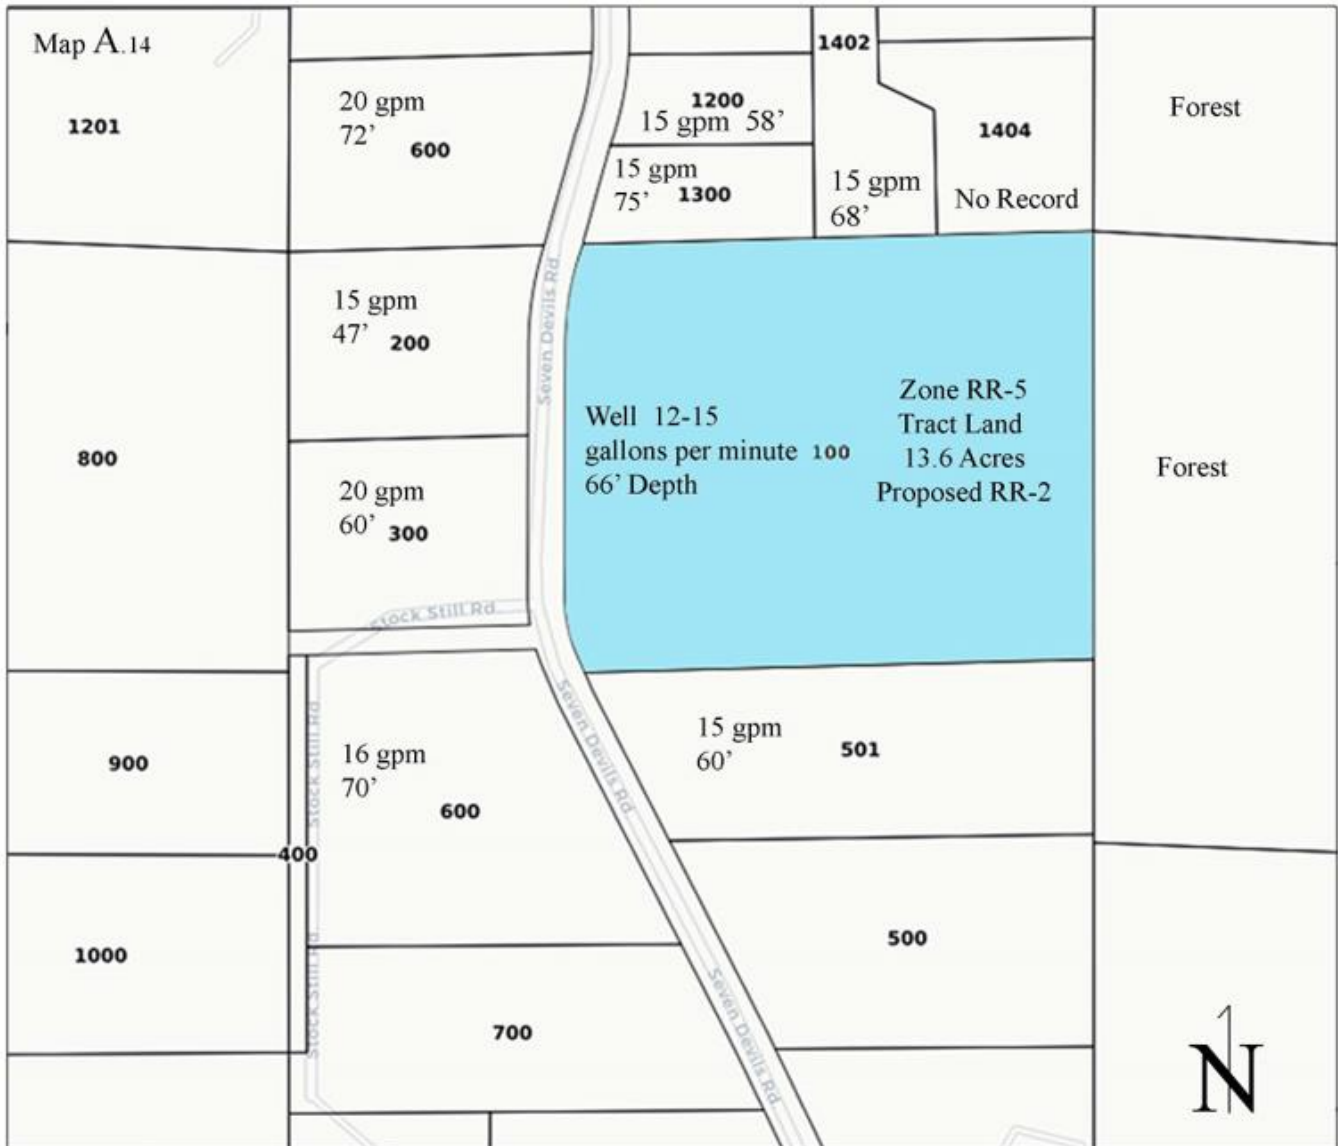 Map A.14
1402
1201
20 gpm
72’
600
1200
15 gpm 58’
1404
Forest
15 gpm
75’ 1300
15 gpm
68’
No Record
15 gpm
47’ 200
Seven Devils Rd
800
Well 12-15
gallons per minute 100
66’ Depth
Zone RR-5
Tract Land
13.6 Acres
Proposed RR-2
Forest
20 gpm
60’ 300
Stock Still Rd
Seven Devils Rd
900
Stock Still Rd
16 gpm
70’
600
15 gpm
60’
501
400
1000
Stock Still Rd
500
700
Seven Devils Rd
N